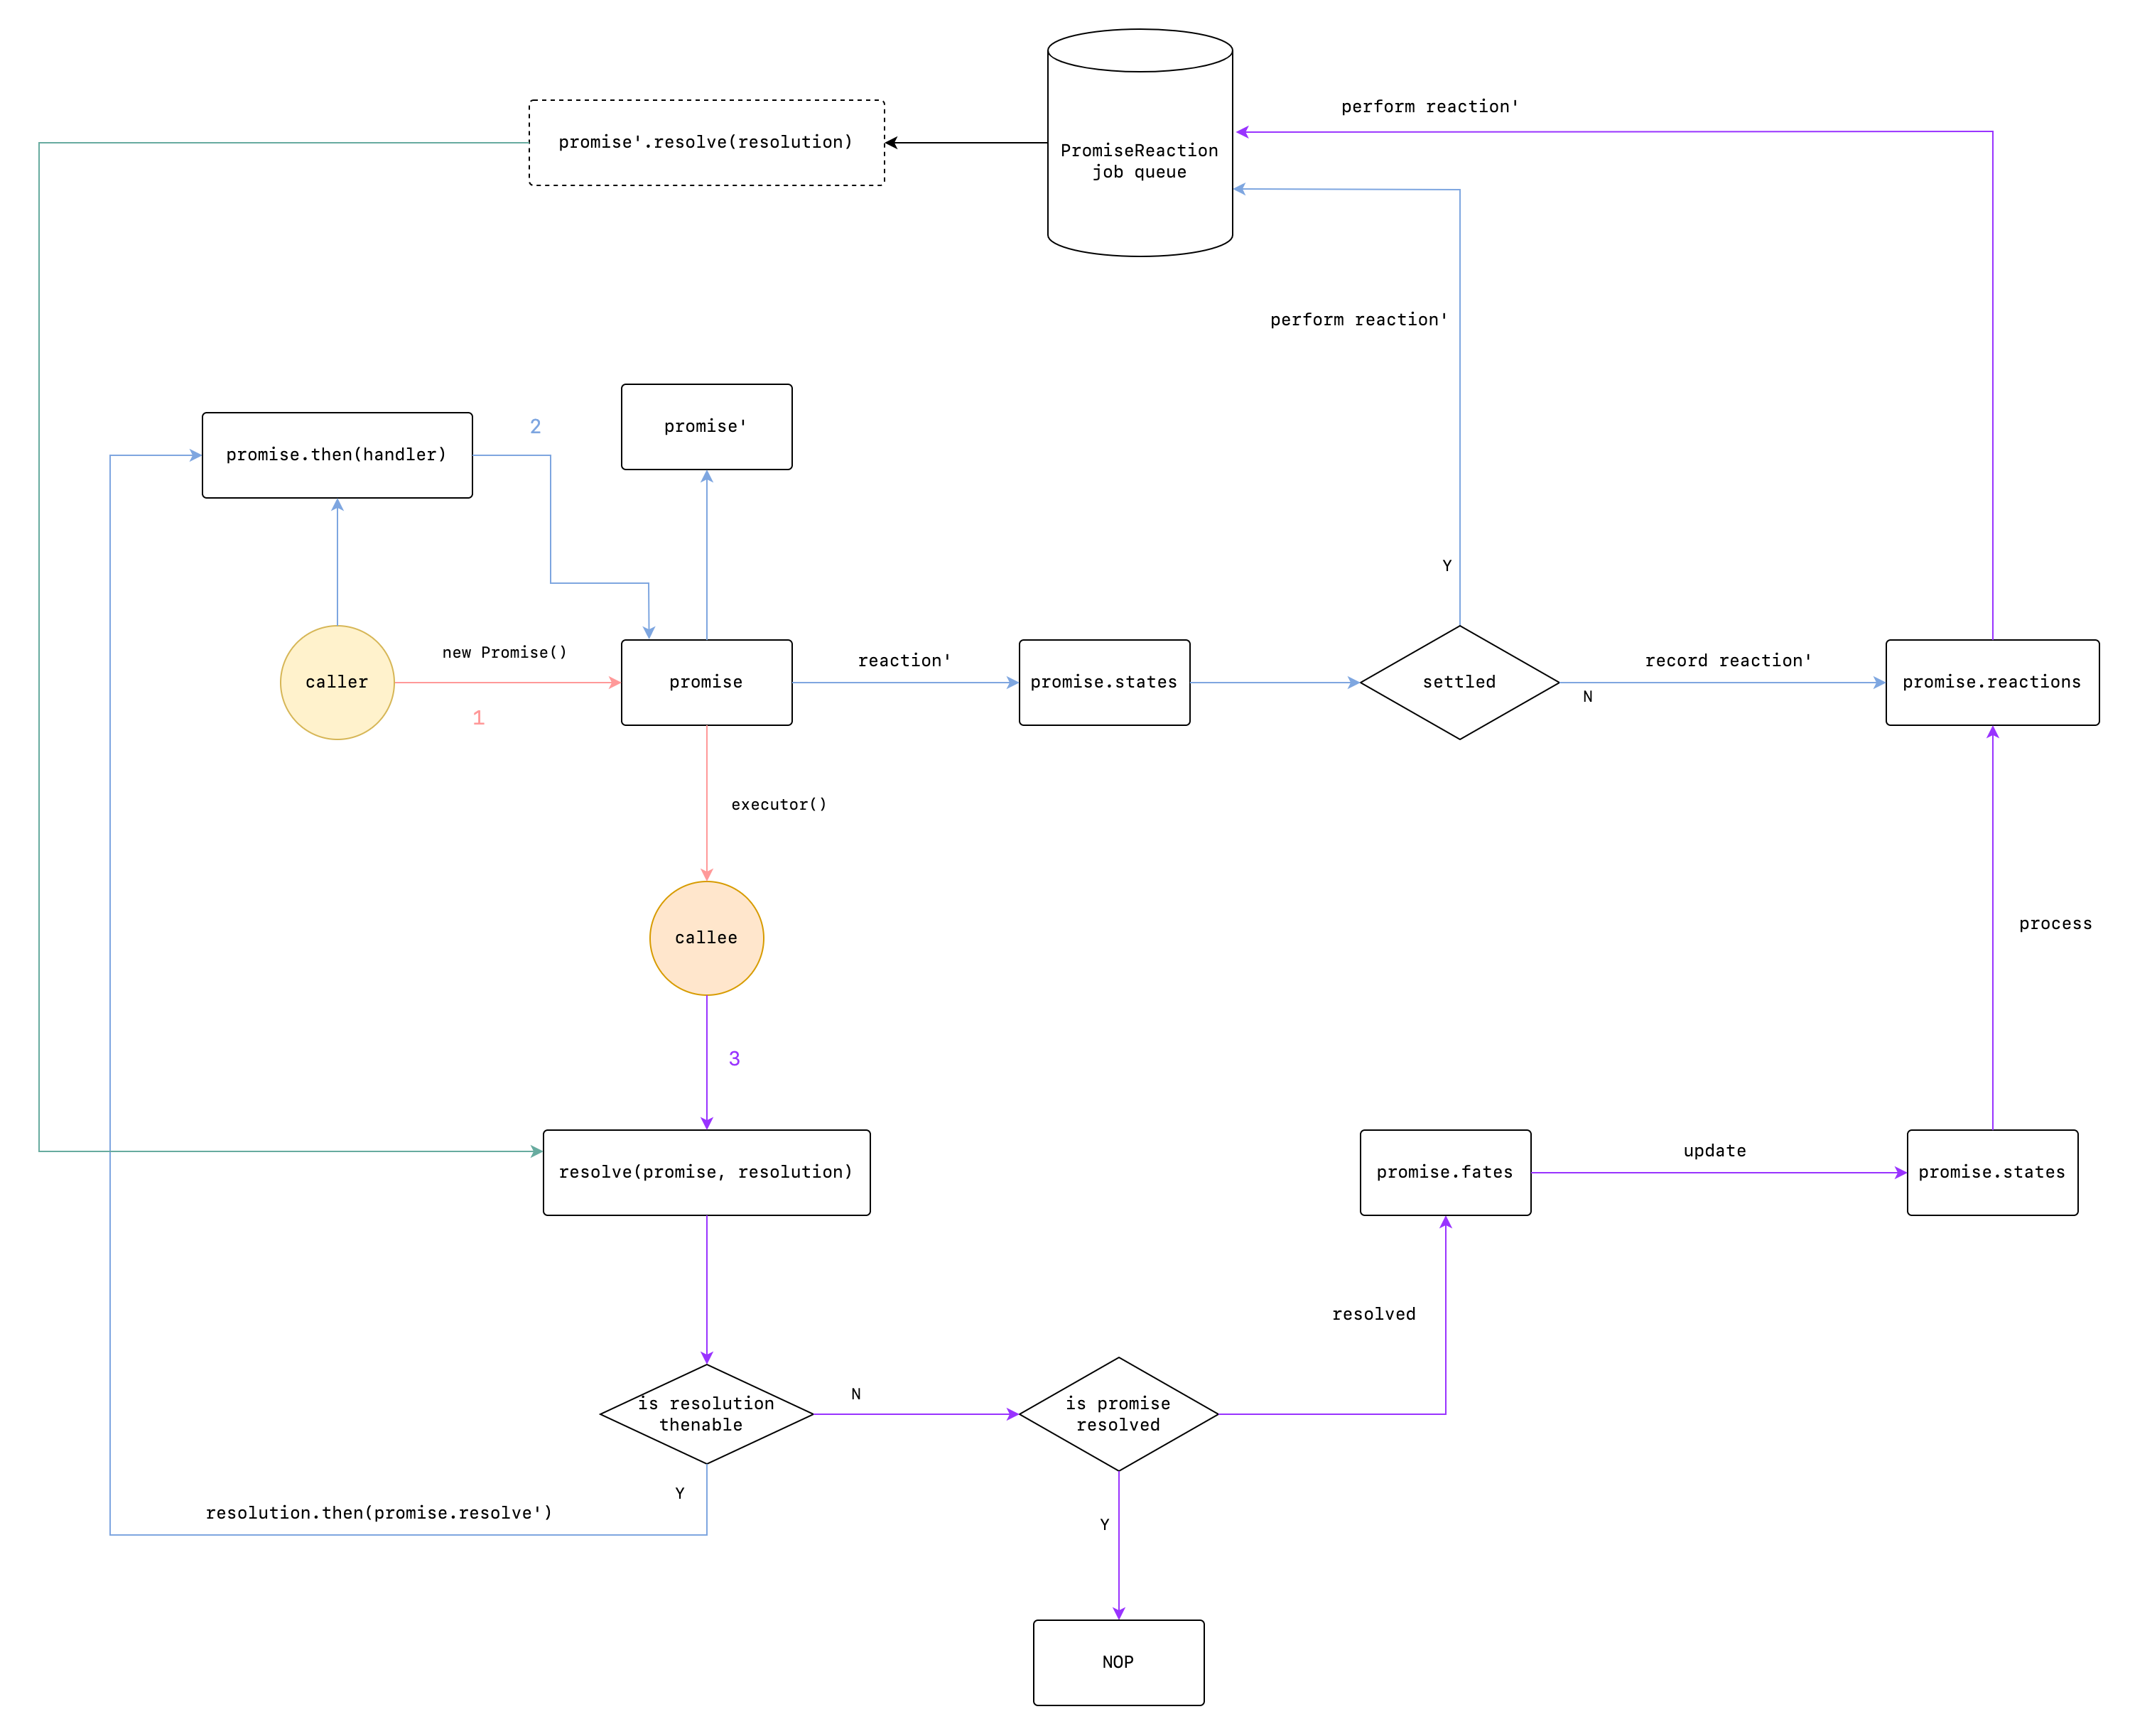 perform reaction'
promise'.resolve(resolution)
PromiseReaction
job queue
perform reaction'
promise'
2
promise.then(handler)
Y
new Promise()
reaction'
record reaction'
caller
promise
promise.states
settled
promise.reactions
N
1
executor()
process
callee
3
update
resolve(promise, resolution)
promise.fates
promise.states
resolved
N
is resolution
thenable
is promise
resolved
Y
resolution.then(promise.resolve')
Y
NOP